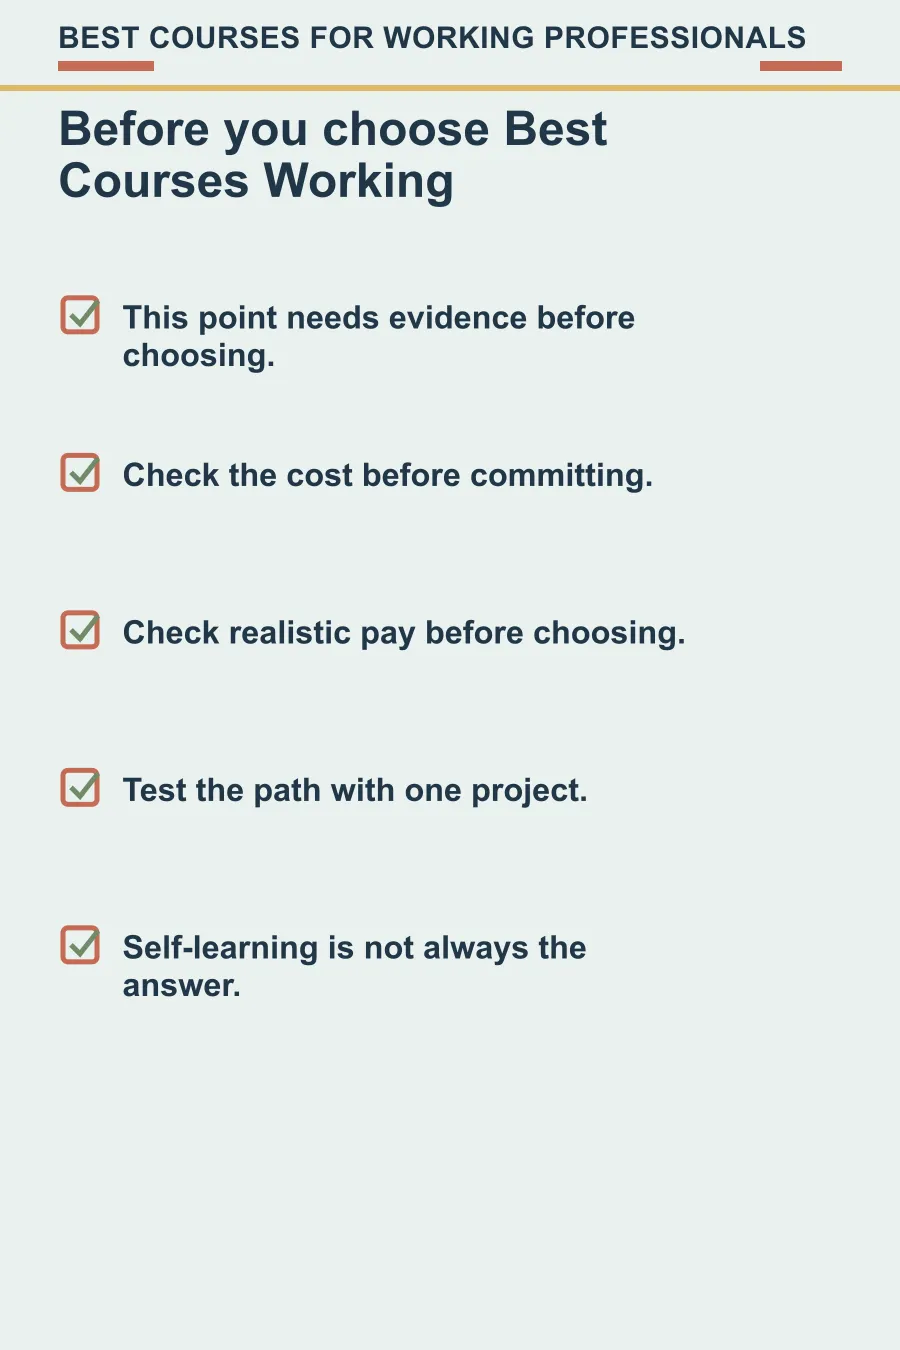 BEST COURSES FOR WORKING PROFESSIONALS
Before you choose Best
Courses Working
This point needs evidence before
choosing.
Check the cost before committing.
Check realistic pay before choosing.
Test the path with one project.
Self-learning is not always the
answer.